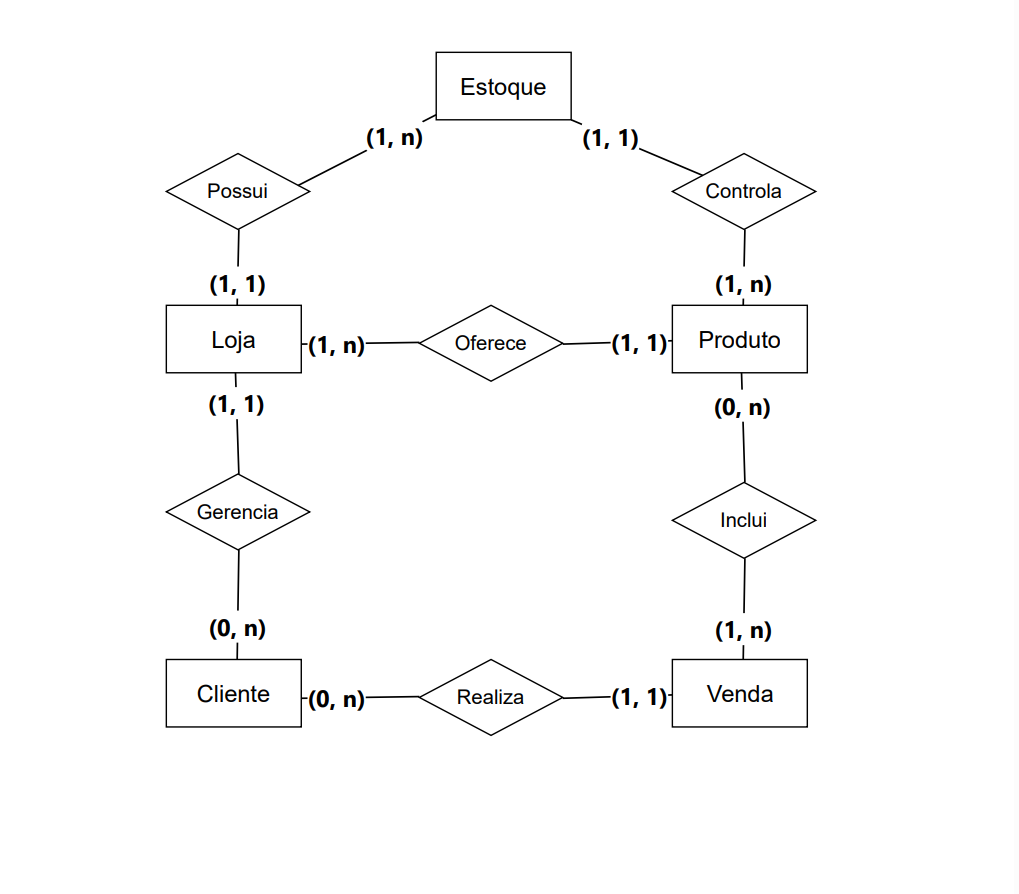 Estoque
(1, n)
(1, 1)
Possui
Controla
(1, 1)
(1, n)
Loja
(1, n)
Oferece
(1, 1)
Produto
(1, 1)
(0, n)
Gerencia
Inclui
(0, n)
(1, n)
Cliente
(0, n)
Realiza
(1, 1)
Venda